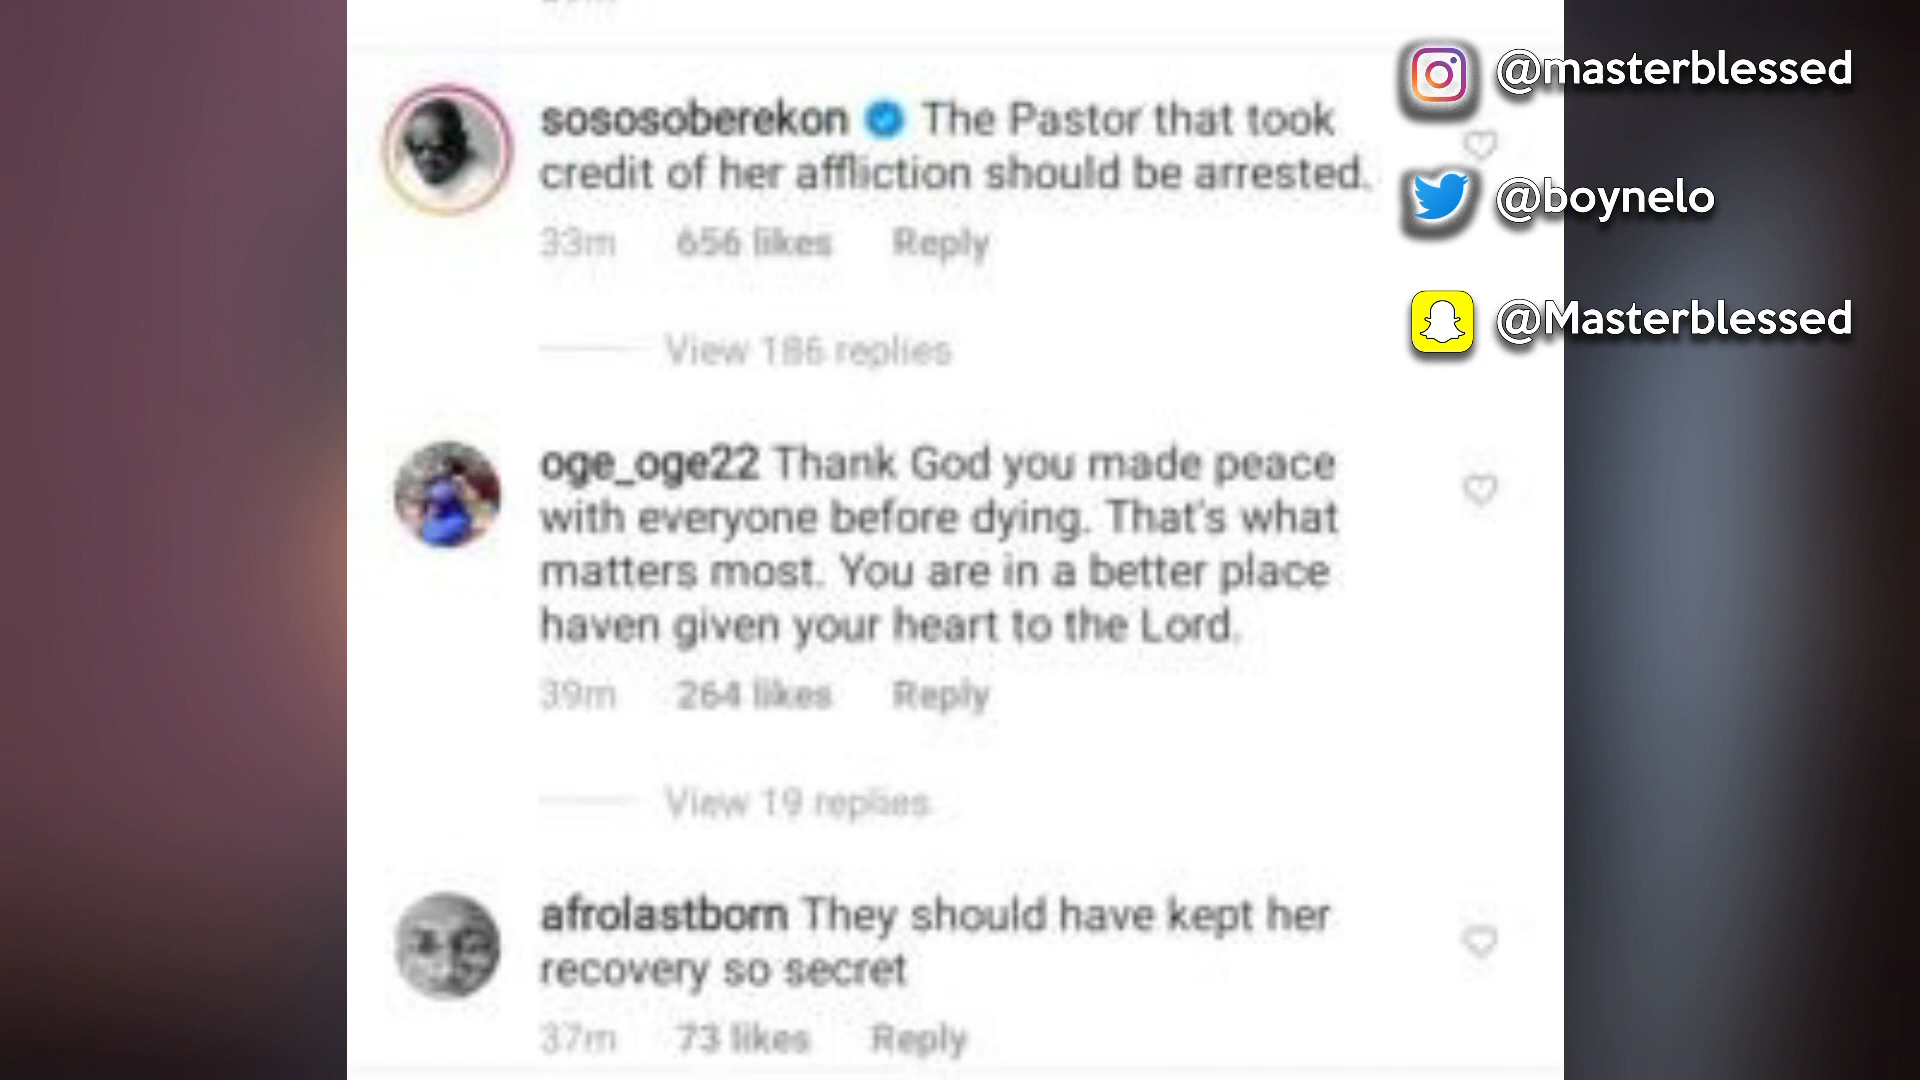 sososoberekon The Pastor that took
credit of her affliction should be arrested.
33m 656 likes Reply
View 186 replies
oge_oge22 Thank God you made peace
with everyone before dying. That's what
matters most. You are in a better place
haven given your heart to the Lord.
39m 264 likes Reply
View 19 replies
afrolastborn They should have kept her
recovery so secret
37m 73 likes Reply
@masterblessed
@boynelo
@Masterblessed